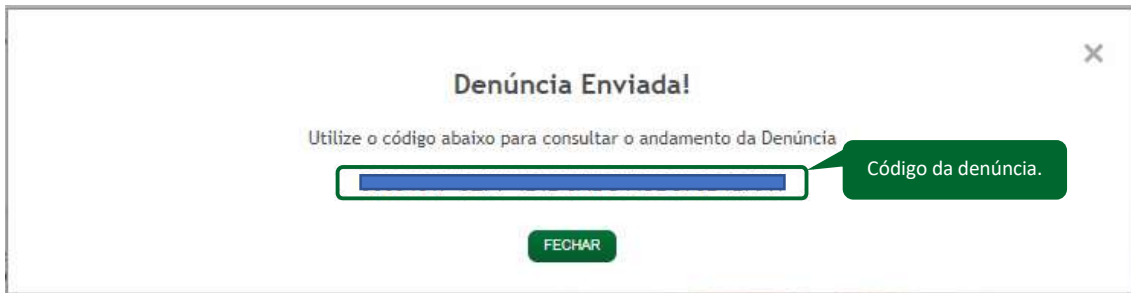 Denúncia Enviada!
Utilize o código abaixo para consultar o andamento da Denúncia
Código da denúncia.
FECHAR